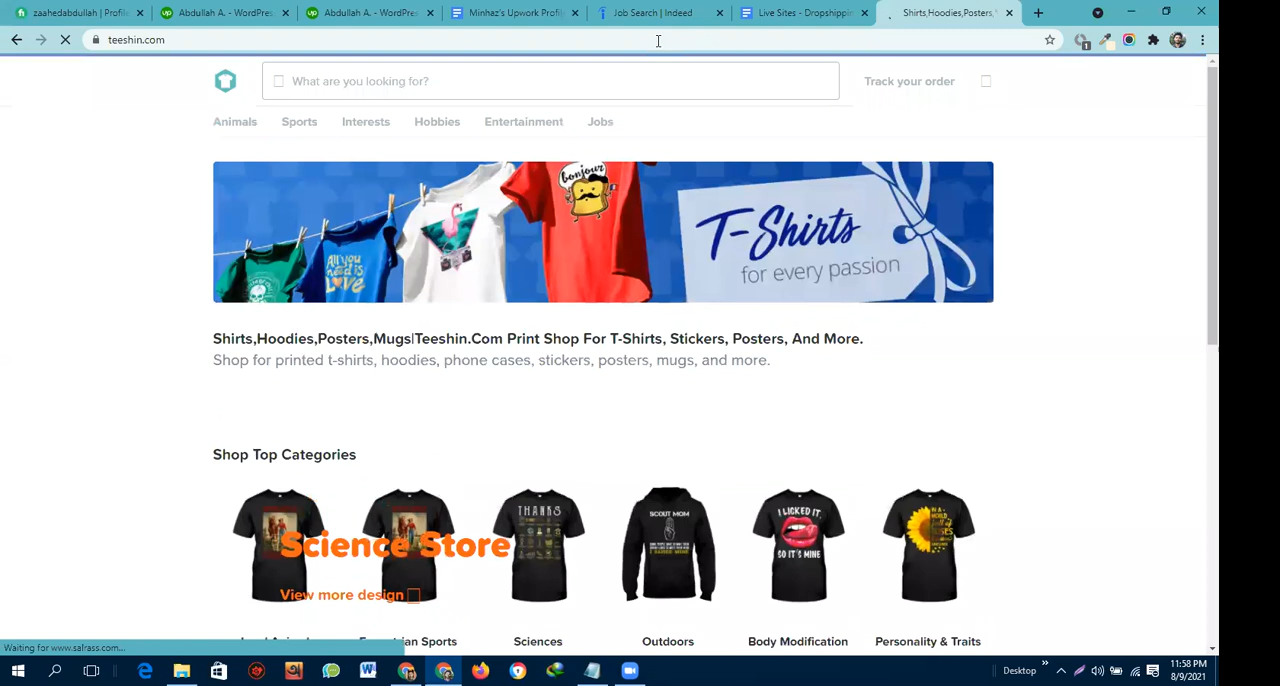 zaahedabdullah | Profile
Abdullah A. - WordPres
Abdullah A. - WordPres
Minhaz's Upwork Profil
Job Search | Indeed
Live Sites - Dropshippin
Shirts,Hoodies,Posters,
teeshin.com
What are you looking for?
Track your order
Animals
Sports
Interests
Hobbies
Entertainment
Jobs
All you need is LOVE
bonjour
T-Shirts
for every passion
Shirts,Hoodies,Posters,Mugs|Teeshin.Com Print Shop For T-Shirts, Stickers, Posters, And More.
Shop for printed t-shirts, hoodies, phone cases, stickers, posters, mugs, and more.
Shop Top Categories
THANKS
SCOUT MOM
I LICKED IT,
SO IT'S MINE
Science Store
View more design
Sports
Sciences
Outdoors
Body Modification
Personality & Traits
Waiting for www.salrass.com...
Desktop
11:58 PM
8/9/2021